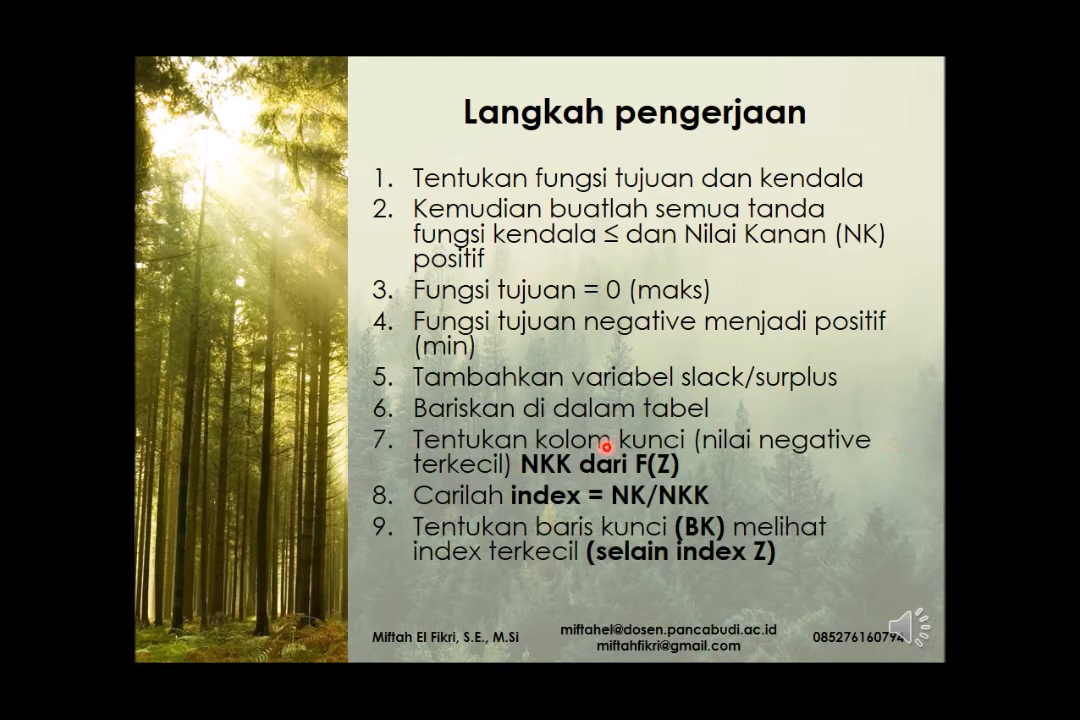 Langkah pengerjaan
1. Tentukan fungsi tujuan dan kendala
2. Kemudian buatlah semua tanda
fungsi kendala ≤ dan Nilai Kanan (NK)
positif
3. Fungsi tujuan = 0 (maks)
4. Fungsi tujuan negative menjadi positif
(min)
5. Tambahkan variabel slack/surplus
6. Bariskan di dalam tabel
7. Tentukan kolom kunci (nilai negative
terkecil) NKK dari F(Z)
8. Carilah index = NK/NKK
9. Tentukan baris kunci (BK) melihat
index terkecil (selain index Z)
Miftah El Fikri, S.E., M.Si
miftahel@dosen.pancabudi.ac.id
miftahfikri@gmail.com
085276160794